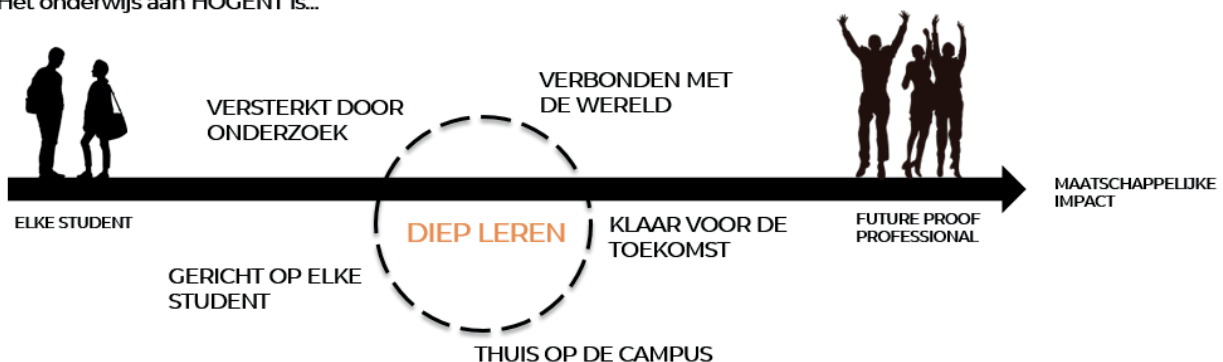 Het onderwijs aan HOGENT is...
VERSTERKT DOOR
ONDERZOEK
VERBONDEN MET
DE WERELD
ELKE STUDENT
DIEP LEREN
KLAAR VOOR DE
TOEKOMST
FUTURE PROOF
PROFESSIONAL
MAATSCHAPPELIJKE
IMPACT
GERICHT OP ELKE
STUDENT
THUIS OP DE CAMPUS